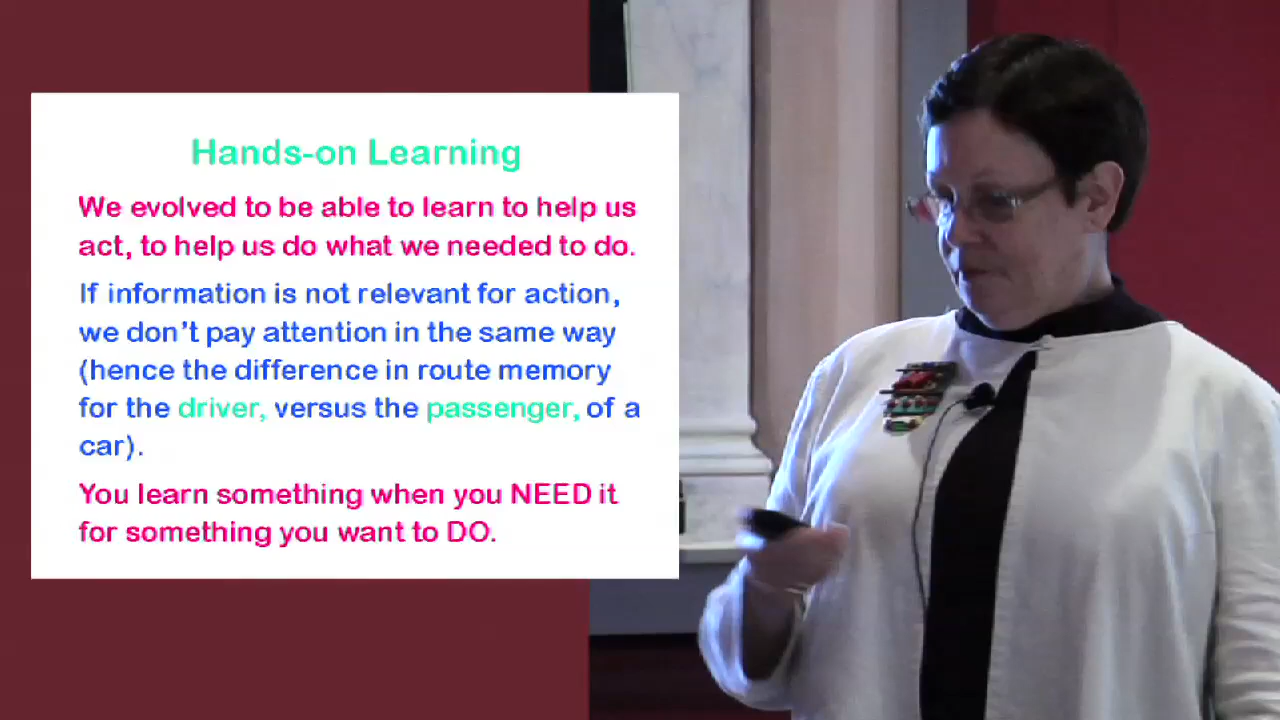 Hands-on Learning
We evolved to be able to learn to help us
act, to help us do what we needed to do.
If information is not relevant for action,
we don't pay attention in the same way
(hence the difference in route memory
for the driver, versus the passenger, of a
car).
You learn something when you NEED it
for something you want to DO.